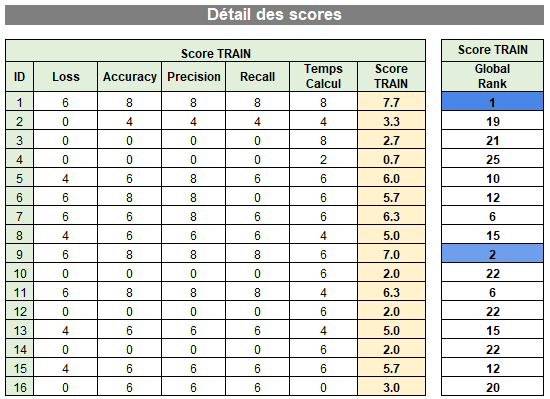 Détail des scores
Score TRAIN Score TRAIN
ID Loss Accuracy Precision Recall Temps Calcul Score TRAIN Global Rank
1 6 8 8 8 8 7.7 1
2 0 4 4 4 4 3.3 19
3 0 0 0 0 8 2.7 21
4 0 0 0 0 2 0.7 25
5 4 6 8 6 6 6.0 10
6 6 8 8 0 6 5.7 12
7 6 6 8 6 6 6.3 6
8 4 6 6 6 4 5.0 15
9 6 8 8 8 6 7.0 2
10 0 0 0 0 6 2.0 22
11 6 8 8 8 4 6.3 6
12 0 0 0 0 6 2.0 22
13 4 6 6 6 4 5.0 15
14 0 0 0 0 6 2.0 22
15 4 6 6 6 6 5.7 12
16 0 6 6 6 0 3.0 20